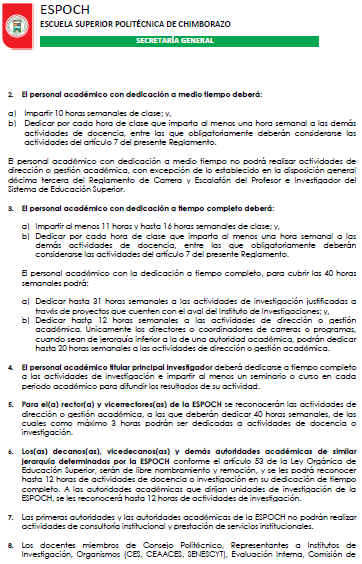 ESPOCH
ESCUELA SUPERIOR POLITÉCNICA DE CHIMBORAZO
SECRETARÍA GENERAL
2. El personal académico con dedicación a medio tiempo deberá:
a) Impartir 10 horas semanales de clase; y,
b) Dedicar por cada hora de clase que imparta al menos una hora semanal a las demás
actividades de docencia, entre las que obligatoriamente deberán considerarse las
actividades del artículo 7 del presente Reglamento.
El personal académico con dedicación a medio tiempo no podrá realizar actividades de
dirección o gestión académica, con excepción de lo establecido en la disposición general
décima tercera del Reglamento de Carrera y Escalafón del Profesor e Investigador del
Sistema de Educación Superior.
3. El personal académico con dedicación a tiempo completo deberá:
a) Impartir al menos 11 horas y hasta 16 horas semanales de clase; y,
b) Dedicar por cada hora de clase que imparta al menos una hora semanal a las
demás actividades de docencia, entre las que obligatoriamente deberán
considerarse las actividades del artículo 7 del presente Reglamento.
El personal académico con la dedicación a tiempo completo, para cubrir las 40 horas
semanales podrá:
a) Dedicar hasta 31 horas semanales a las actividades de investigación justificadas a
través de proyectos que cuenten con el aval del Instituto de Investigaciones; y,
b) Dedicar hasta 12 horas semanales a las actividades de dirección o gestión
académica. Únicamente los directores o coordinadores de carreras o programas,
cuando sean de jerarquía inferior a la de una autoridad académica, podrán dedicar
hasta 20 horas semanales a las actividades de dirección o gestión académica.
4. El personal académico titular principal investigador deberá dedicarse a tiempo completo
a las actividades de investigación e impartir al menos un seminario o curso en cada
periodo académico para difundir los resultados de su actividad.
5. Para el(a) rector(a) y vicerrectores(as) de la ESPOCH se reconocerán las actividades de
dirección o gestión académica, a las que deberán dedicar 40 horas semanales, de las
cuales como máximo 3 horas podrán ser dedicadas a actividades de docencia o
investigación.
6. Los(as) decanos(as), vicedecanos(as) y demás autoridades académicas de similar
jerarquía determinadas por la ESPOCH conforme el artículo 53 de la Ley Orgánica de
Educación Superior, serán de libre nombramiento y remoción, y se les podrá reconocer
hasta 12 horas de actividades de docencia o investigación en su dedicación de tiempo
completo. A las autoridades académicas que dirijan unidades de investigación de la
ESPOCH, se les reconocerá hasta 12 horas de actividades de investigación.
7. Las primeras autoridades y las autoridades académicas de la ESPOCH no podrán realizar
actividades de consultoría institucional y prestación de servicios institucionales.
8. Los docentes miembros de Consejo Politécnico, Representantes a Institutos de
Investigación, Organismos (CES, CEAACES, SENESCYT), Evaluación Interna, Comisión de